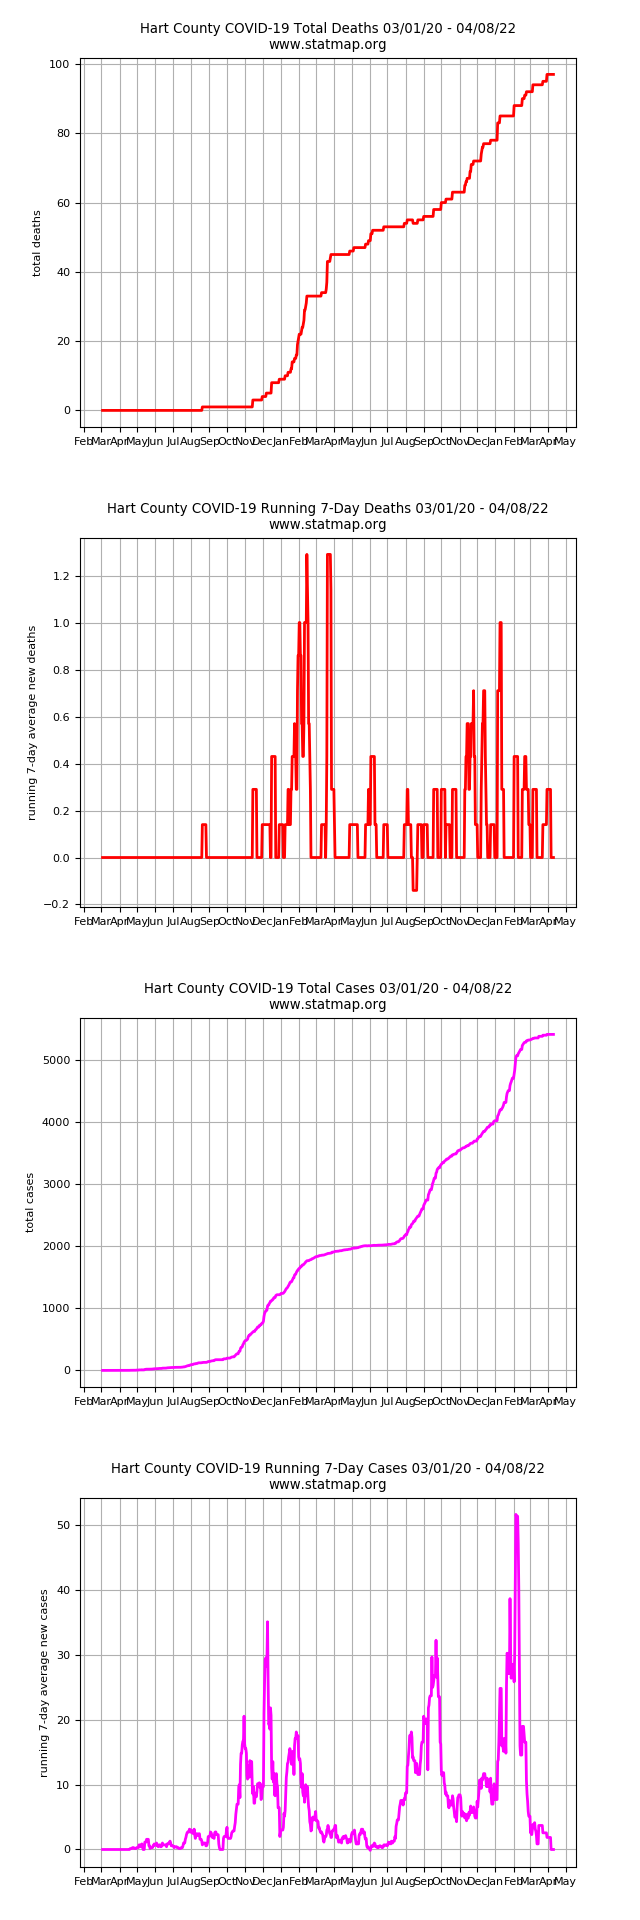 Hart County COVID-19 Total Deaths 03/01/20 - 04/08/22
www.statmap.org
100
80
60
40
20
0
total deaths
Feb Mar Apr May Jun Jul Aug Sep Oct Nov Dec Jan Feb Mar Apr May Jun Jul Aug Sep Oct Nov Dec Jan Feb Mar Apr May
Hart County COVID-19 Running 7-Day Deaths 03/01/20 - 04/08/22
www.statmap.org
1.2
1.0
0.8
0.6
0.4
0.2
0.0
−0.2
running 7-day average new deaths
Feb Mar Apr May Jun Jul Aug Sep Oct Nov Dec Jan Feb Mar Apr May Jun Jul Aug Sep Oct Nov Dec Jan Feb Mar Apr May
Hart County COVID-19 Total Cases 03/01/20 - 04/08/22
www.statmap.org
5000
4000
3000
2000
1000
0
total cases
Feb Mar Apr May Jun Jul Aug Sep Oct Nov Dec Jan Feb Mar Apr May Jun Jul Aug Sep Oct Nov Dec Jan Feb Mar Apr May
Hart County COVID-19 Running 7-Day Cases 03/01/20 - 04/08/22
www.statmap.org
50
40
30
20
10
0
running 7-day average new cases
Feb Mar Apr May Jun Jul Aug Sep Oct Nov Dec Jan Feb Mar Apr May Jun Jul Aug Sep Oct Nov Dec Jan Feb Mar Apr May